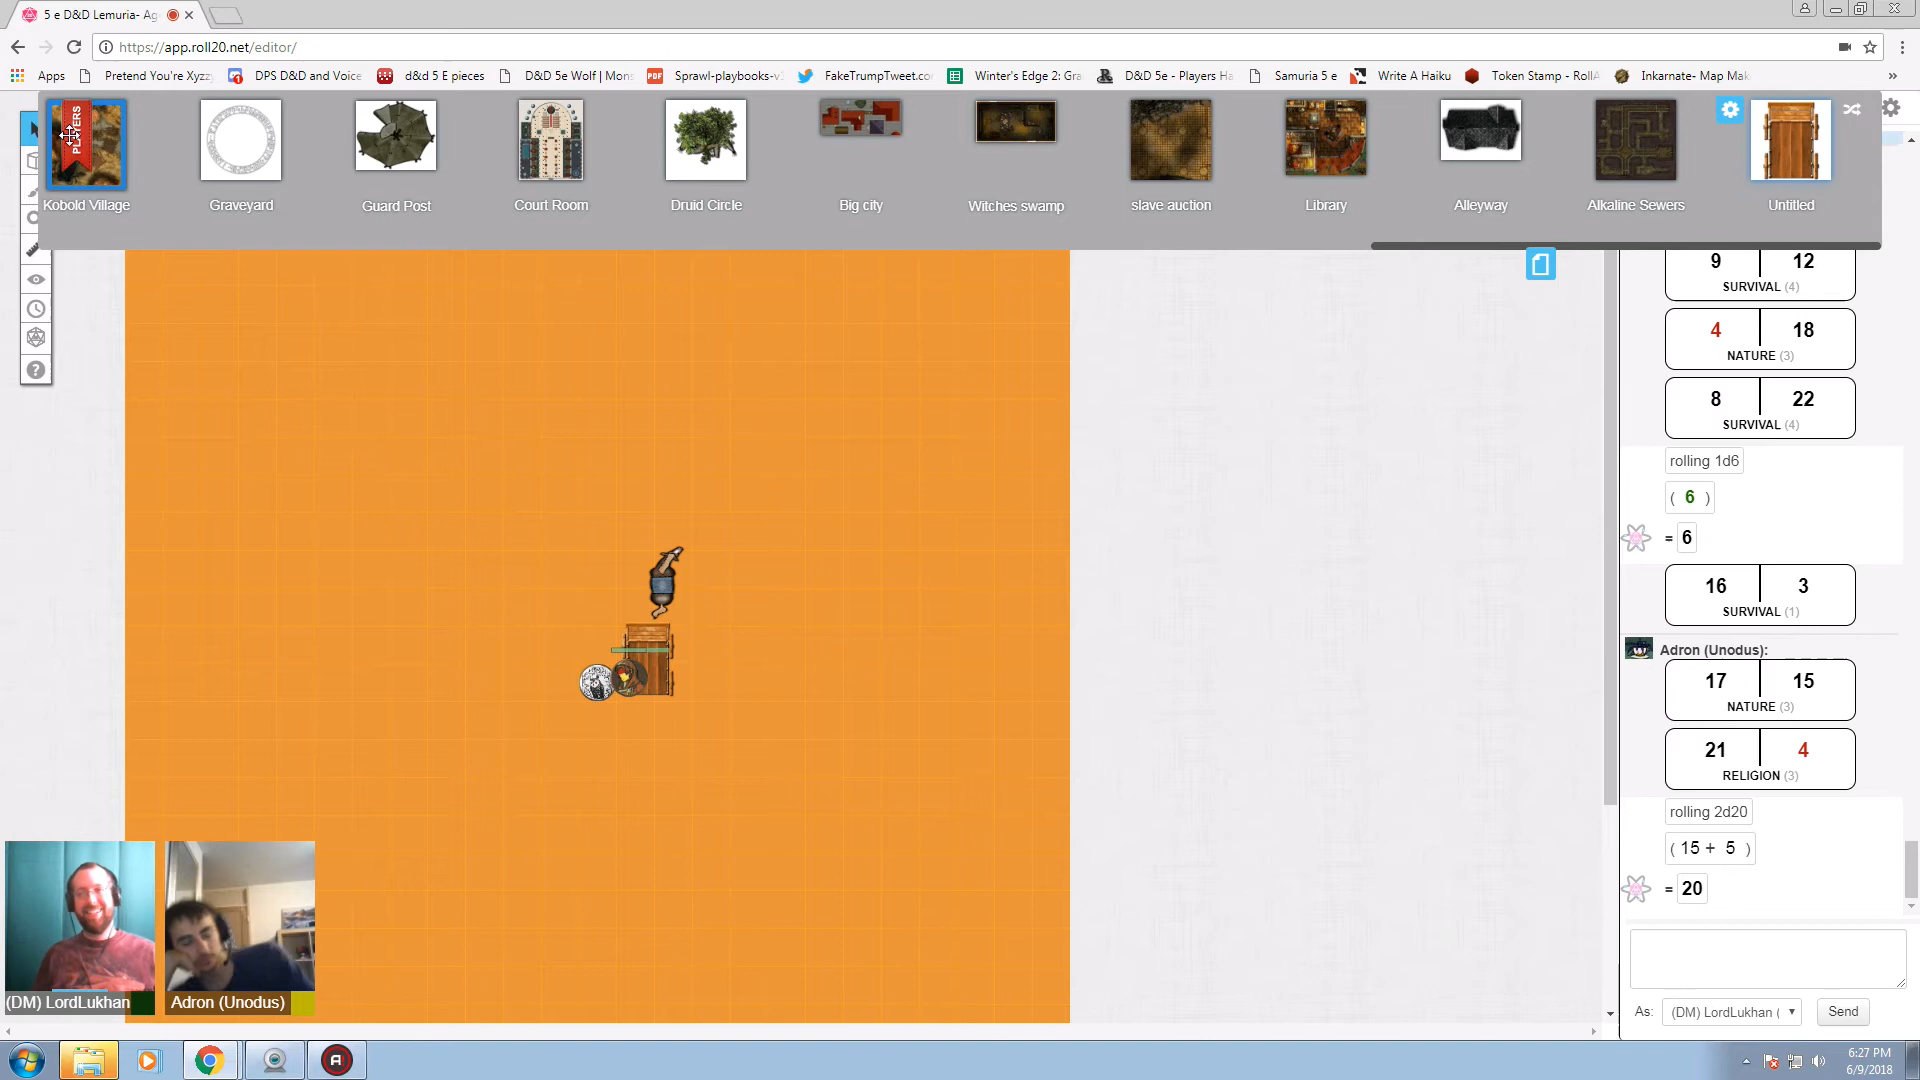 5 e D&D Lemuria- Ag
https://app.roll20.net/editor/
Apps
Pretend You're Xyzz
DPS D&D and Voice
d&d 5 E pieces
D&D 5e Wolf | Mons
PDF
Sprawl-playbooks-v
FakeTrumpTweet.co
Winter's Edge 2: Gra
D&D 5e - Players Ha
Samuria 5 e
Write A Haiku
Token Stamp - RollA
Inkarnate- Map Mak
»
PLAYERS
Kobold Village
Graveyard
Guard Post
Court Room
Druid Circle
Big city
Witches swamp
slave auction
Library
Alleyway
Alkaline Sewers
Untitled
9 12
SURVIVAL (4)
4 18
NATURE (3)
8 22
SURVIVAL (4)
rolling 1d6
( 6 )
= 6
16 3
SURVIVAL (1)
Adron (Unodus):
17 15
NATURE (3)
21 4
RELIGION (3)
rolling 2d20
( 15 + 5 )
= 20
(DM) LordLukhan
Adron (Unodus)
As:
(DM) LordLukhan (
Send
6:27 PM
6/9/2018